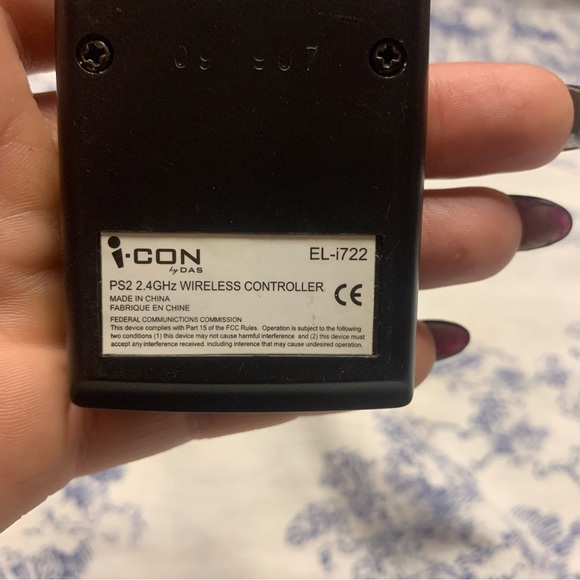 09 907
i·CON
by DAS
EL-i722
PS2 2.4GHz WIRELESS CONTROLLER
CE
MADE IN CHINA
FABRIQUE EN CHINE
FEDERAL COMMUNICATIONS COMMISSION
This device complies with Part 15 of the FCC Rules. Operation is subject to the following
two conditions (1) this device may not cause harmful interference and (2) this device must
accept any interference received. including interence that may cause undesired operation.